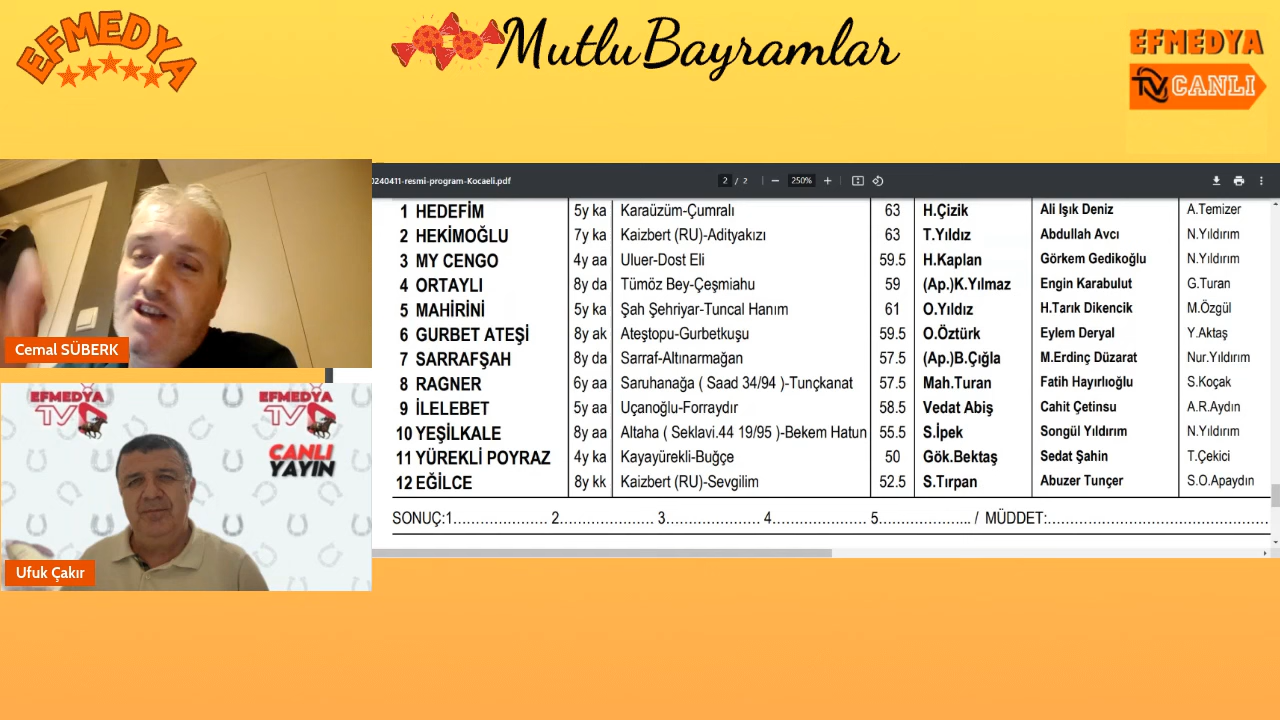 EFMEDYA
Mutlu Bayramlar
EFMEDYA
TV CANLI
0240411-resmi-program-Kocaeli.pdf
2 / 2
250%
1 HEDEFİM 5y ka Karaüzüm-Çumralı 63 H.Çizik Ali Işık Deniz A.Temizer
2 HEKİMOĞLU 7y ka Kaizbert (RU)-Adityakızı 63 T.Yıldız Abdullah Avcı N.Yıldırım
3 MY CENGO 4y aa Uluer-Dost Eli 59.5 H.Kaplan Görkem Gedikoğlu N.Yıldırım
4 ORTAYLI 8y da Tümöz Bey-Çeşmiahu 59 (Ap.)K.Yılmaz Engin Karabulut G.Turan
5 MAHİRİNİ 5y ka Şah Şehriyar-Tuncal Hanım 61 O.Yıldız H.Tarık Dikencik M.Özgül
6 GURBET ATEŞİ 8y ak Ateştopu-Gurbetkuşu 59.5 O.Öztürk Eylem Deryal Y.Aktaş
7 SARRAFŞAH 8y da Sarraf-Altınarmağan 57.5 (Ap.)B.Çığla M.Erdinç Düzarat Nur.Yıldırım
8 RAGNER 6y aa Saruhanağa ( Saad 34/94 )-Tunçkanat 57.5 Mah.Turan Fatih Hayırlıoğlu S.Koçak
9 İLELEBET 5y aa Uçanoğlu-Forraydır 58.5 Vedat Abiş Cahit Çetinsu A.R.Aydın
10 YEŞİLKALE 8y aa Altaha ( Seklavi.44 19/95 )-Bekem Hatun 55.5 S.İpek Songül Yıldırım N.Yıldırım
11 YÜREKLİ POYRAZ 4y ka Kayayürekli-Buğçe 50 Gök.Bektaş Sedat Şahin T.Çekici
12 EĞİLCE 8y kk Kaizbert (RU)-Sevgilim 52.5 S.Tırpan Abuzer Tunçer S.O.Apaydın
SONUÇ:1..................... 2..................... 3..................... 4..................... 5..................... / MÜDDET:.................................................
Cemal SÜBERK
EFMEDYA
TV
EFMEDYA
TV
CANLI
YAYIN
Ufuk Çakır